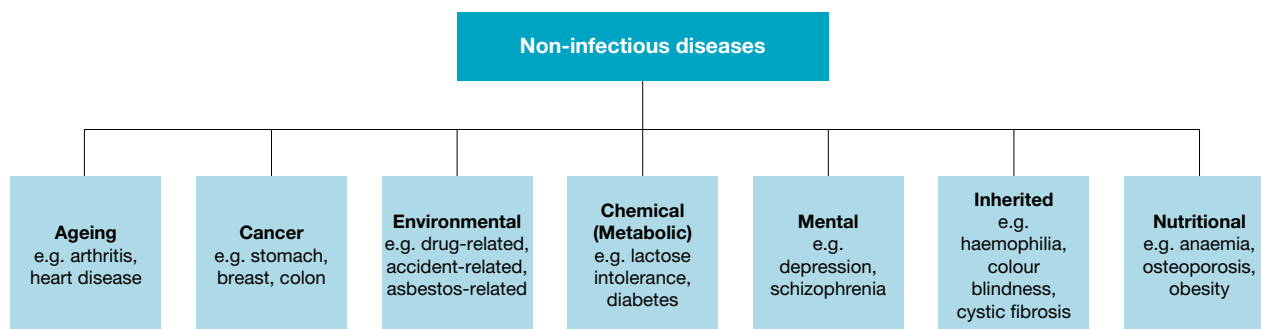 Non-infectious diseases
Ageing
e.g. arthritis,
heart disease
Cancer
e.g. stomach,
breast, colon
Environmental
e.g. drug-related,
accident-related,
asbestos-related
Chemical
(Metabolic)
e.g. lactose
intolerance,
diabetes
Mental
e.g.
depression,
schizophrenia
Inherited
e.g.
haemophilia,
colour
blindness,
cystic fibrosis
Nutritional
e.g. anaemia,
osteoporosis,
obesity